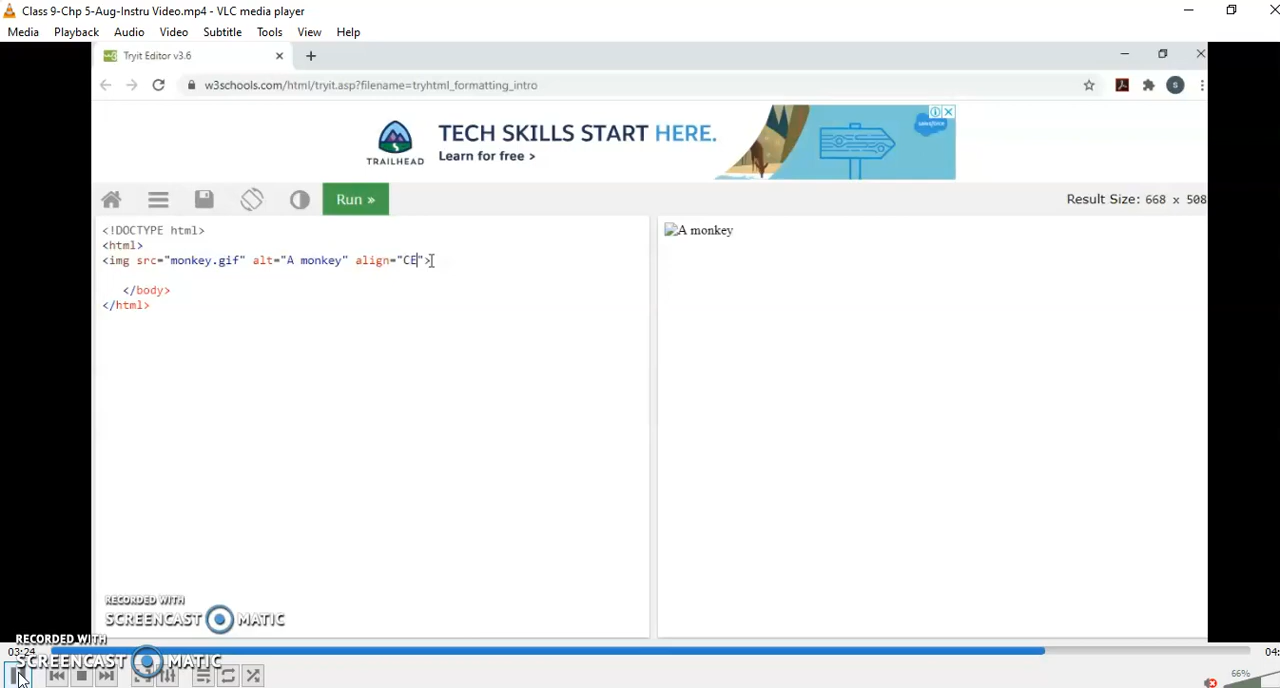 Class 9-Chp 5-Aug-Instru Video.mp4 - VLC media player
Media Playback Audio Video Subtitle Tools View Help
Tryit Editor v3.6
w3schools.com/html/tryit.asp?filename=tryhtml_formatting_intro
S
TRAILHEAD
TECH SKILLS START HERE.
Learn for free >
salesforce
Run »
Result Size: 668 x 508
<!DOCTYPE html>
<html>
<img src="monkey.gif" alt="A monkey" align="CE">
</body>
</html>
A monkey
RECORDED WITH
SCREENCAST MATIC
RECORDED WITH
SCREENCAST MATIC
03:24
04:
66%